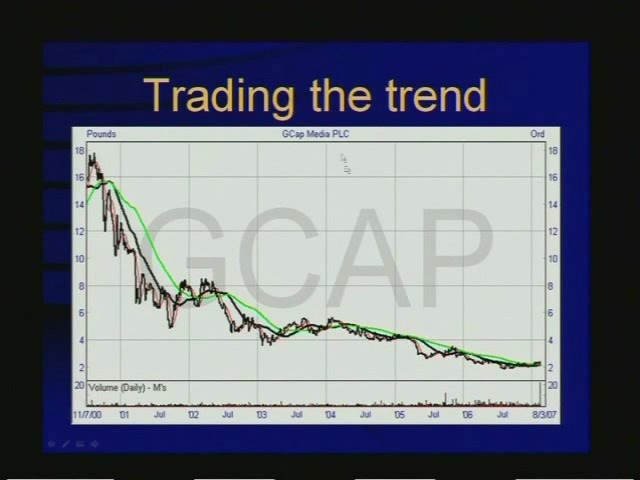 Trading the trend
Pounds GCap Media PLC Ord
18 18
16 16
14 14
12 12
10 10
8 8
6 6
4 4
2 2
GCAP
20 Volume (Daily) - M's 20
11/7/00 '01 Jul '02 Jul '03 Jul '04 Jul '05 Jul '06 Jul 8/3/07